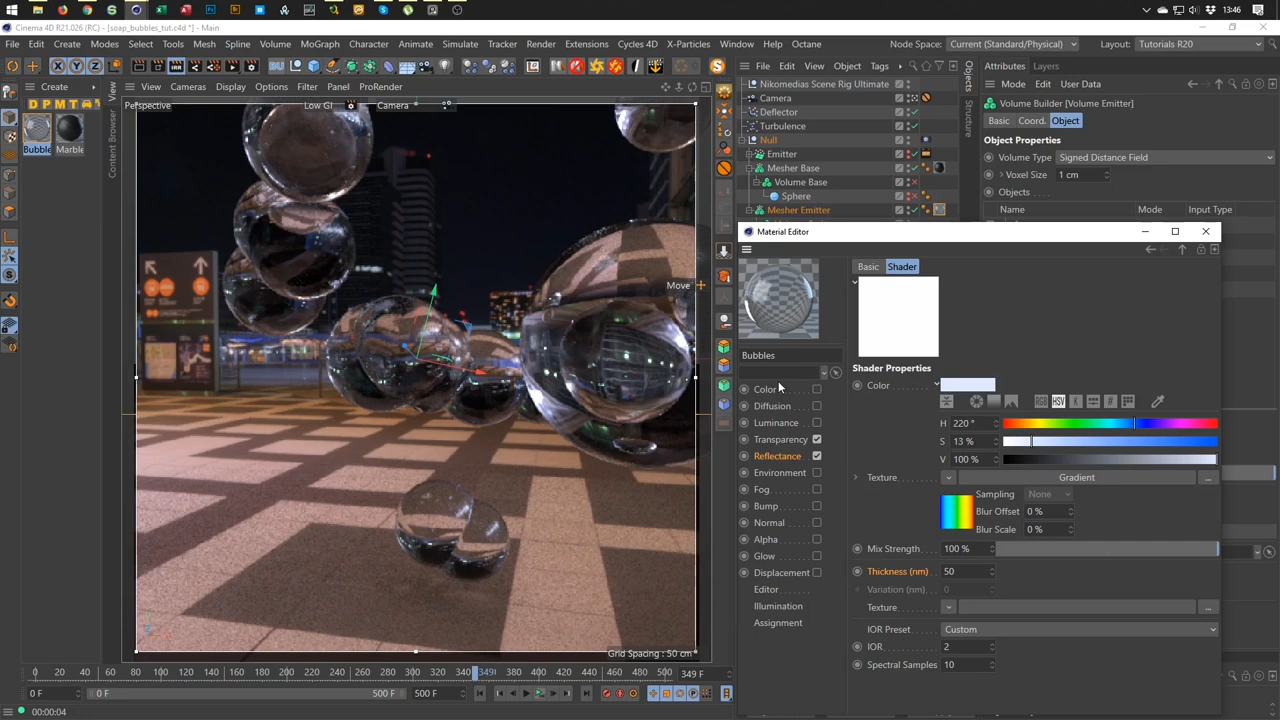 13:46
Cinema 4D R21.026 (RC) - [soap_bubbles_tut.c4d *] - Main
File Edit Create Modes Select Tools Mesh Spline Volume MoGraph Character Animate Simulate Tracker Render Extensions Cycles 4D X-Particles Window Help Octane Node Space: Current (Standard/Physical) Layout: Tutorials R20
X Y Z
Create
View Cameras Display Options Filter Panel ProRender
File Edit View Object Tags
Objects
Structure
Attributes Layers
Mode Edit User Data
D P M T
View
Content Browser
Bubble
Marble
Perspective
Low GI
Camera
Move
Grid Spacing : 50 cm
Nikomedias Scene Rig Ultimate
Camera
Deflector
Turbulence
Null
Emitter
Mesher Base
Volume Base
Sphere
Mesher Emitter
Volume Builder [Volume Emitter]
Basic Coord. Object
Object Properties
Volume Type Signed Distance Field
Voxel Size 1 cm
Objects
Name Mode Input Type
Material Editor
Bubbles
Color
Diffusion
Luminance
Transparency
Reflectance
Environment
Fog
Bump
Normal
Alpha
Glow
Displacement
Editor
Illumination
Assignment
Basic Shader
Shader Properties
Color
RGB HSV K
H 220 °
S 13 %
V 100 %
Texture Gradient ...
Sampling None
Blur Offset 0 %
Blur Scale 0 %
Mix Strength 100 %
Thickness (nm) 50
Variation (nm) 0
Texture ...
IOR Preset Custom
IOR 2
Spectral Samples 10
0 20 40 60 80 100 120 140 160 180 200 220 240 260 280 300 320 340 349 360 380 400 420 440 460 480 500 349 F
0 F 0 F 500 F 500 F
00:00:04